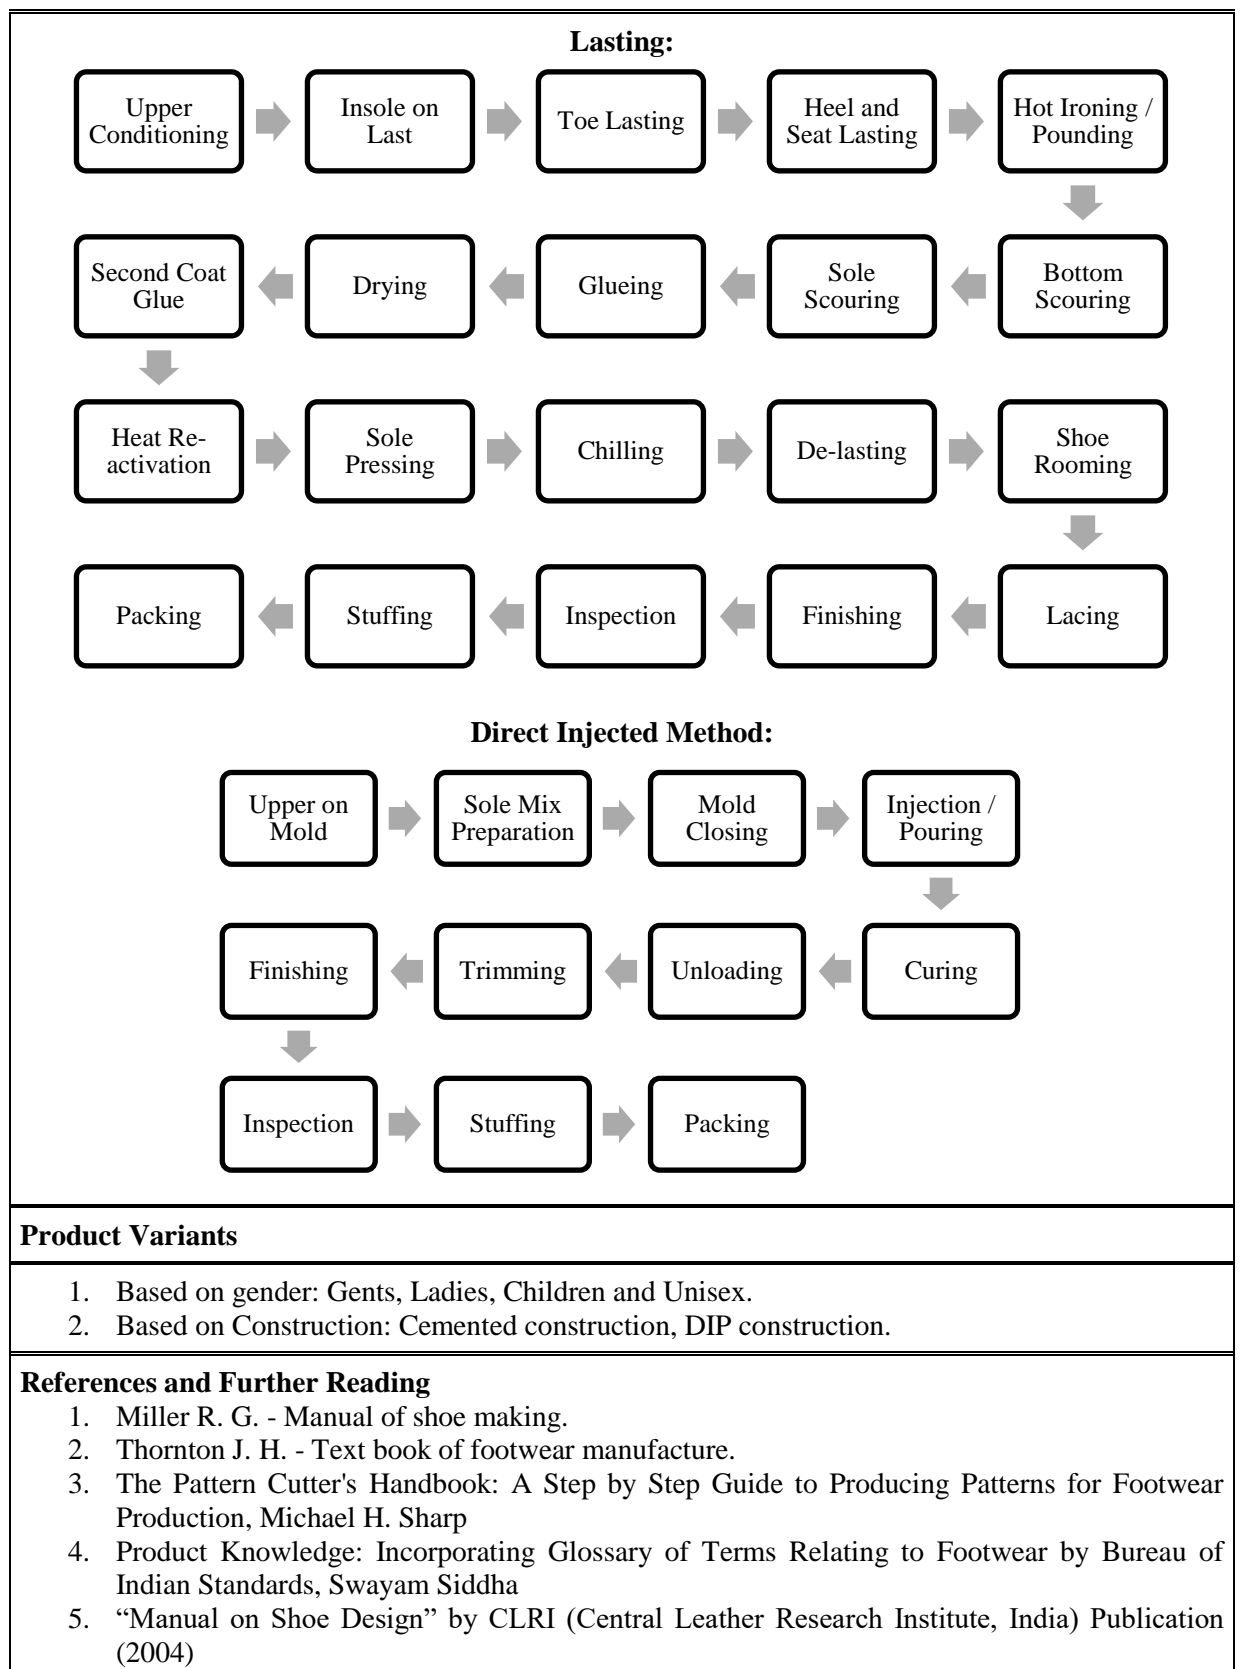 Lasting:
Upper
Conditioning
Insole on
Last
Toe Lasting
Heel and
Seat Lasting
Hot Ironing /
Pounding
Bottom
Scouring
Sole
Scouring
Glueing
Drying
Second Coat
Glue
Heat Re-
activation
Sole
Pressing
Chilling
De-lasting
Shoe
Rooming
Lacing
Finishing
Inspection
Stuffing
Packing
Direct Injected Method:
Upper on
Mold
Sole Mix
Preparation
Mold
Closing
Injection /
Pouring
Curing
Unloading
Trimming
Finishing
Inspection
Stuffing
Packing
Product Variants
1. Based on gender: Gents, Ladies, Children and Unisex.
2. Based on Construction: Cemented construction, DIP construction.
References and Further Reading
1. Miller R. G. - Manual of shoe making.
2. Thornton J. H. - Text book of footwear manufacture.
3. The Pattern Cutter's Handbook: A Step by Step Guide to Producing Patterns for Footwear
Production, Michael H. Sharp
4. Product Knowledge: Incorporating Glossary of Terms Relating to Footwear by Bureau of
Indian Standards, Swayam Siddha
5. “Manual on Shoe Design” by CLRI (Central Leather Research Institute, India) Publication
(2004)